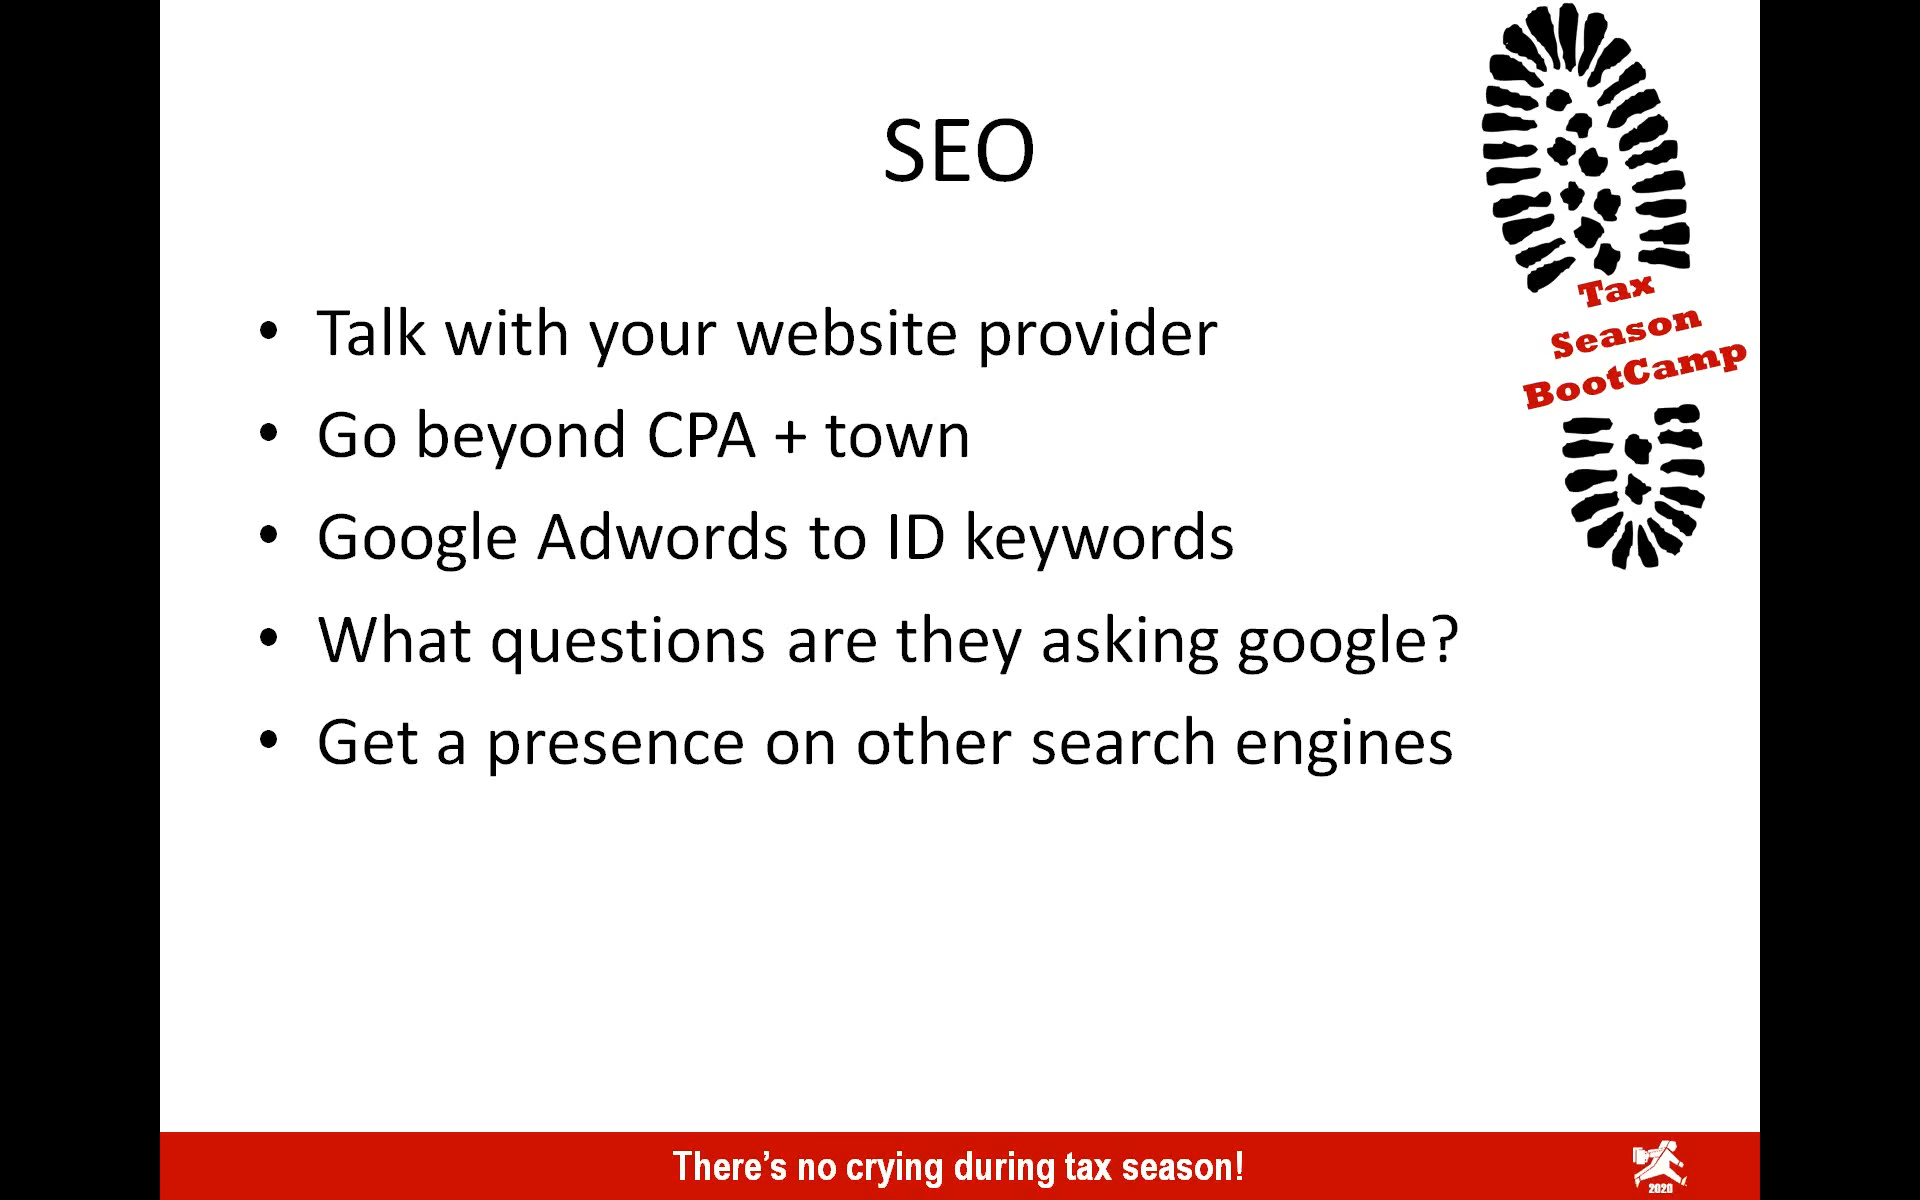 SEO
Tax
Season
BootCamp
• Talk with your website provider
• Go beyond CPA + town
• Google Adwords to ID keywords
• What questions are they asking google?
• Get a presence on other search engines
There’s no crying during tax season!
2020